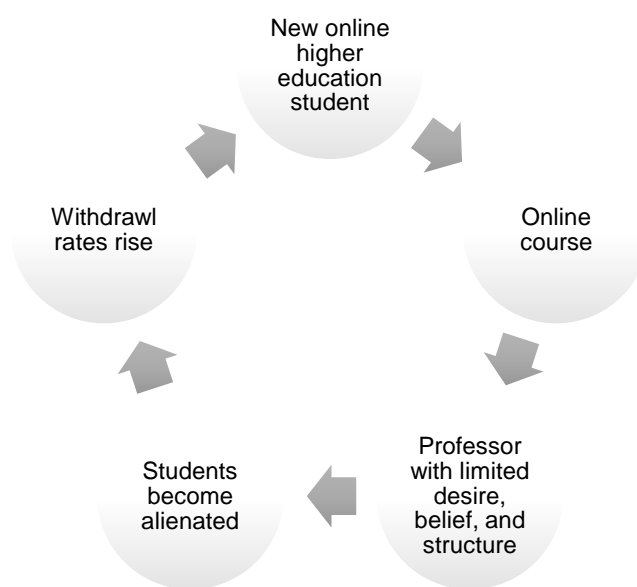 New online
higher
education
student
Online
course
Professor
with limited
desire,
belief, and
structure
Students
become
alienated
Withdrawl
rates rise